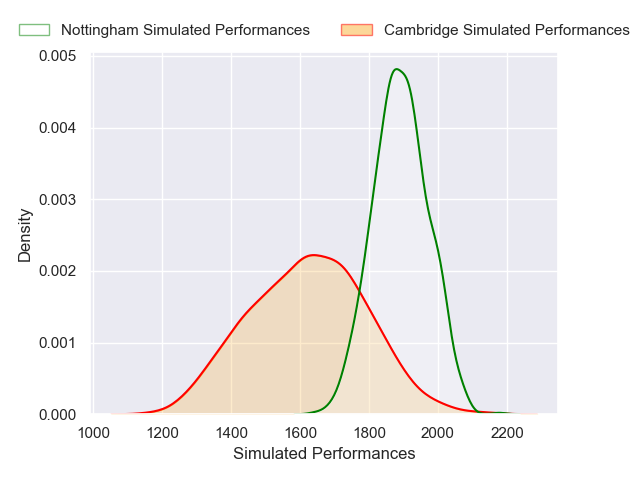 Nottingham Simulated Performances
Cambridge Simulated Performances
0.005
0.004
0.003
0.002
0.001
0.000
Density
1000 1200 1400 1600 1800 2000 2200
Simulated Performances